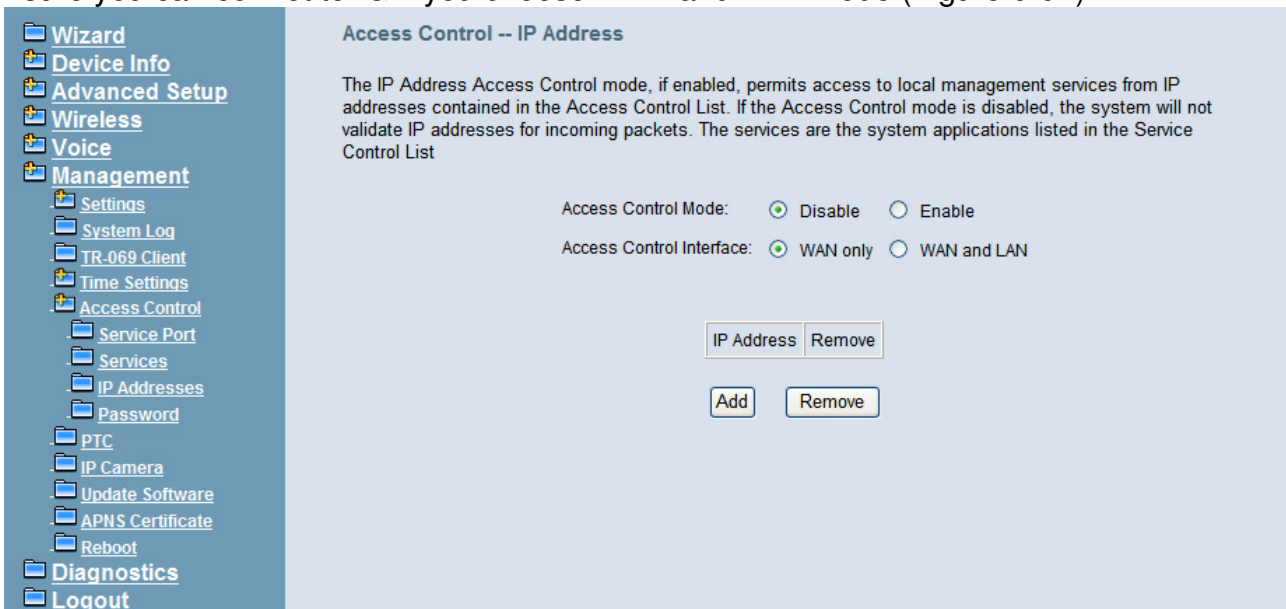 Wizard
Device Info
Advanced Setup
Wireless
Voice
Management
Settings
System Log
TR-069 Client
Time Settings
Access Control
Service Port
Services
IP Addresses
Password
PTC
IP Camera
Update Software
APNS Certificate
Reboot
Diagnostics
Logout
Access Control -- IP Address
The IP Address Access Control mode, if enabled, permits access to local management services from IP
addresses contained in the Access Control List. If the Access Control mode is disabled, the system will not
validate IP addresses for incoming packets. The services are the system applications listed in the Service
Control List
Access Control Mode: Disable Enable
Access Control Interface: WAN only WAN and LAN
IP Address Remove
Add Remove